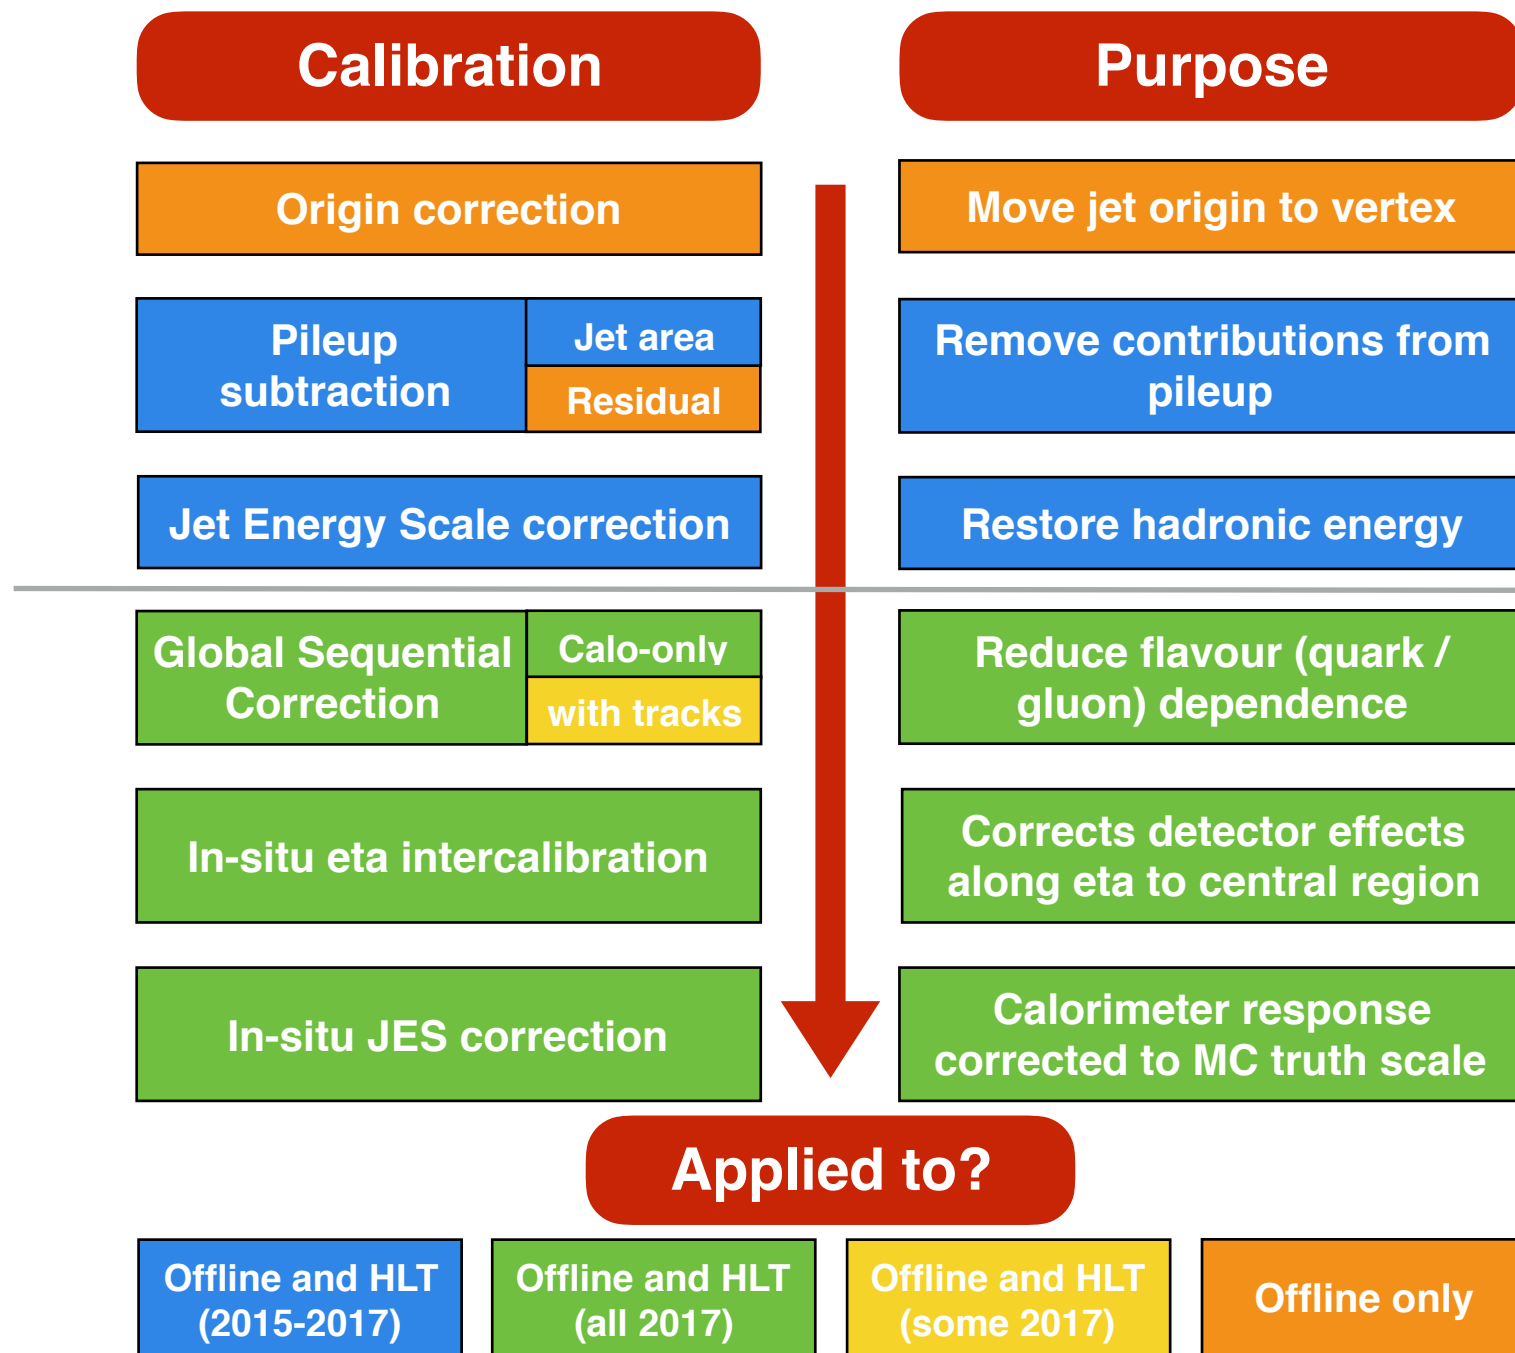 Calibration
Purpose
Origin correction
Move jet origin to vertex
Pileup
subtraction
Jet area
Residual
Remove contributions from
pileup
Jet Energy Scale correction
Restore hadronic energy
Global Sequential
Correction
Calo-only
with tracks
Reduce flavour (quark /
gluon) dependence
In-situ eta intercalibration
Corrects detector effects
along eta to central region
In-situ JES correction
Calorimeter response
corrected to MC truth scale
Applied to?
Offline and HLT
(2015-2017)
Offline and HLT
(all 2017)
Offline and HLT
(some 2017)
Offline only